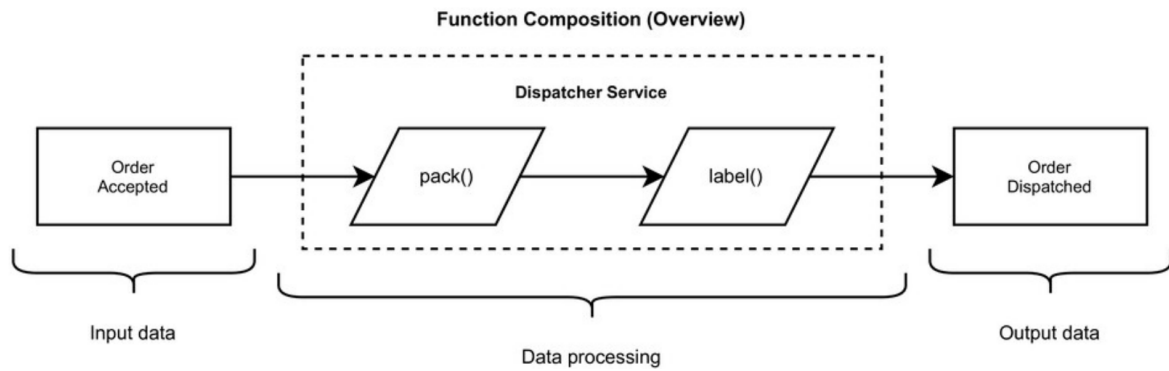 Function Composition (Overview)
Dispatcher Service
Order
Accepted
pack()
label()
Order
Dispatched
Input data
Data processing
Output data